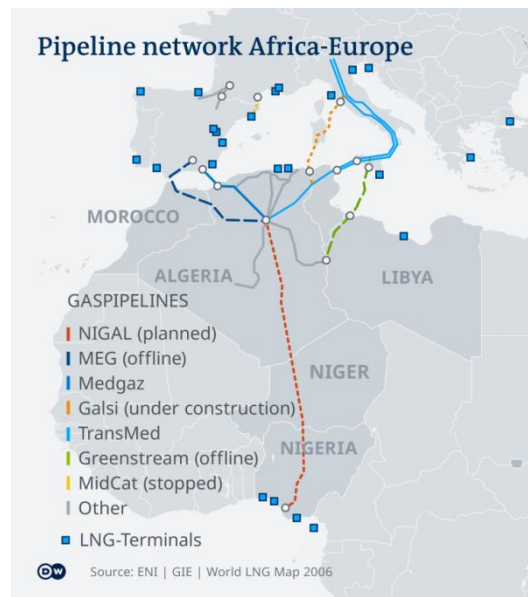 Pipeline network Africa-Europe
MOROCCO
ALGERIA
LIBYA
NIGER
NIGERIA
GASPIPELINES
NIGAL (planned)
MEG (offline)
Medgaz
Galsi (under construction)
TransMed
Greenstream (offline)
MidCat (stopped)
Other
LNG-Terminals
DW
Source: ENI | GIE | World LNG Map 2006